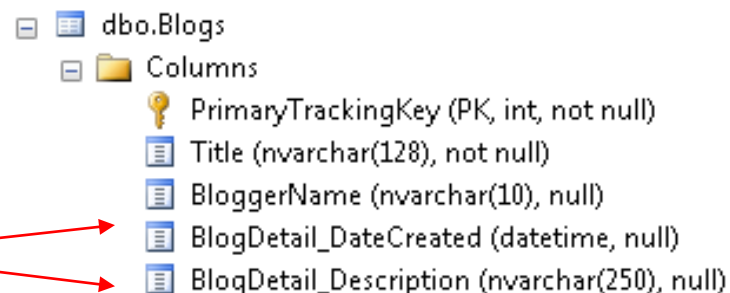 dbo.Blogs
Columns
PrimaryTrackingKey (PK, int, not null)
Title (nvarchar(128), not null)
BloggerName (nvarchar(10), null)
BlogDetail_DateCreated (datetime, null)
BlogDetail_Description (nvarchar(250), null)